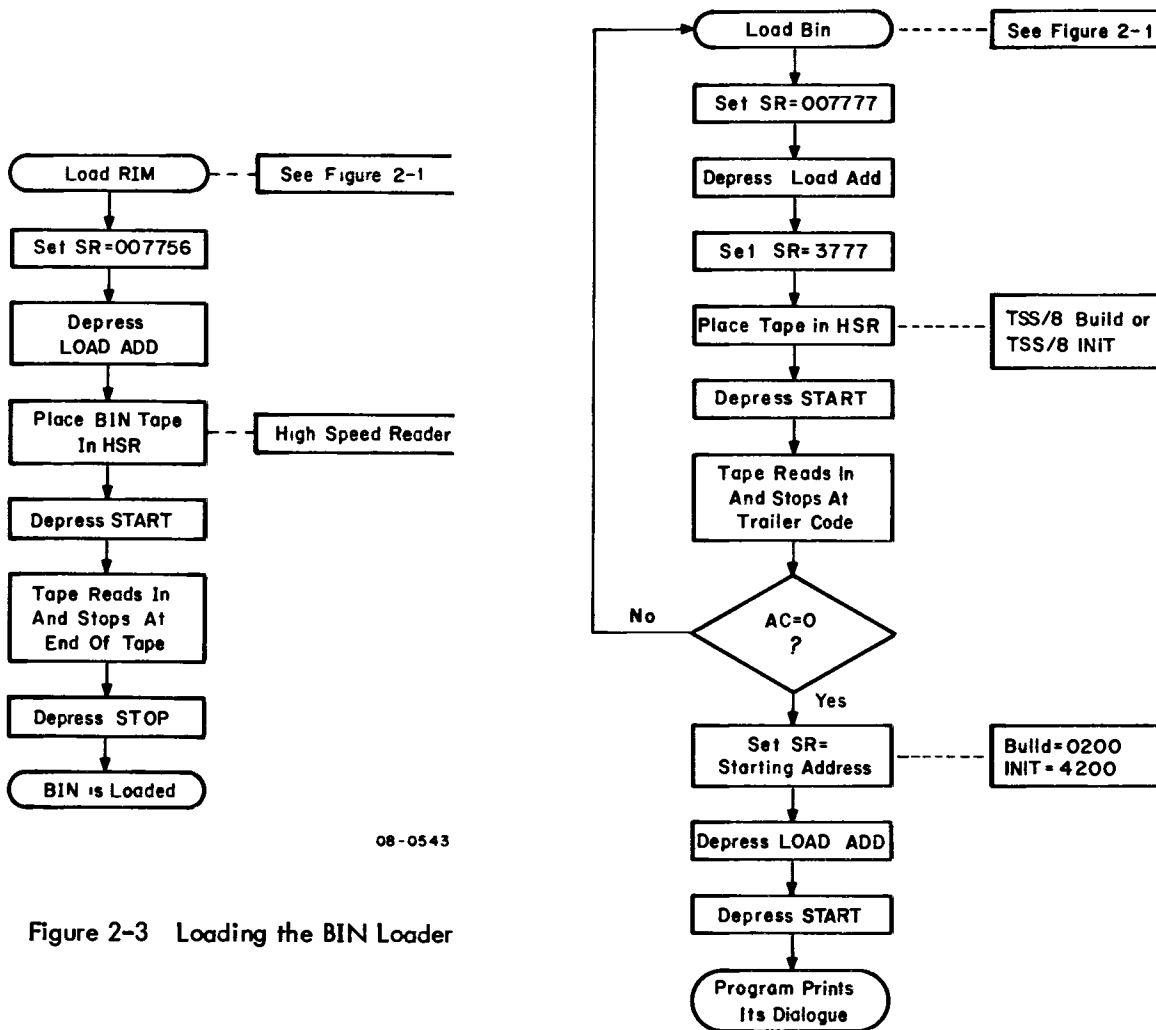 Load RIM
See Figure 2-1
Set SR=007756
Depress
LOAD ADD
Place BIN Tape
In HSR
High Speed Reader
Depress START
Tape Reads In
And Stops At
End Of Tape
Depress STOP
BIN is Loaded
08-0543
Figure 2-3 Loading the BIN Loader
Load Bin
See Figure 2-1
Set SR=007777
Depress Load Add
Set SR=3777
Place Tape in HSR
TSS/8 Build or
TSS/8 INIT
Depress START
Tape Reads In
And Stops At
Trailer Code
AC=0
?
No
Yes
Set SR=
Starting Address
Build=0200
INIT=4200
Depress LOAD ADD
Depress START
Program Prints
Its Dialogue